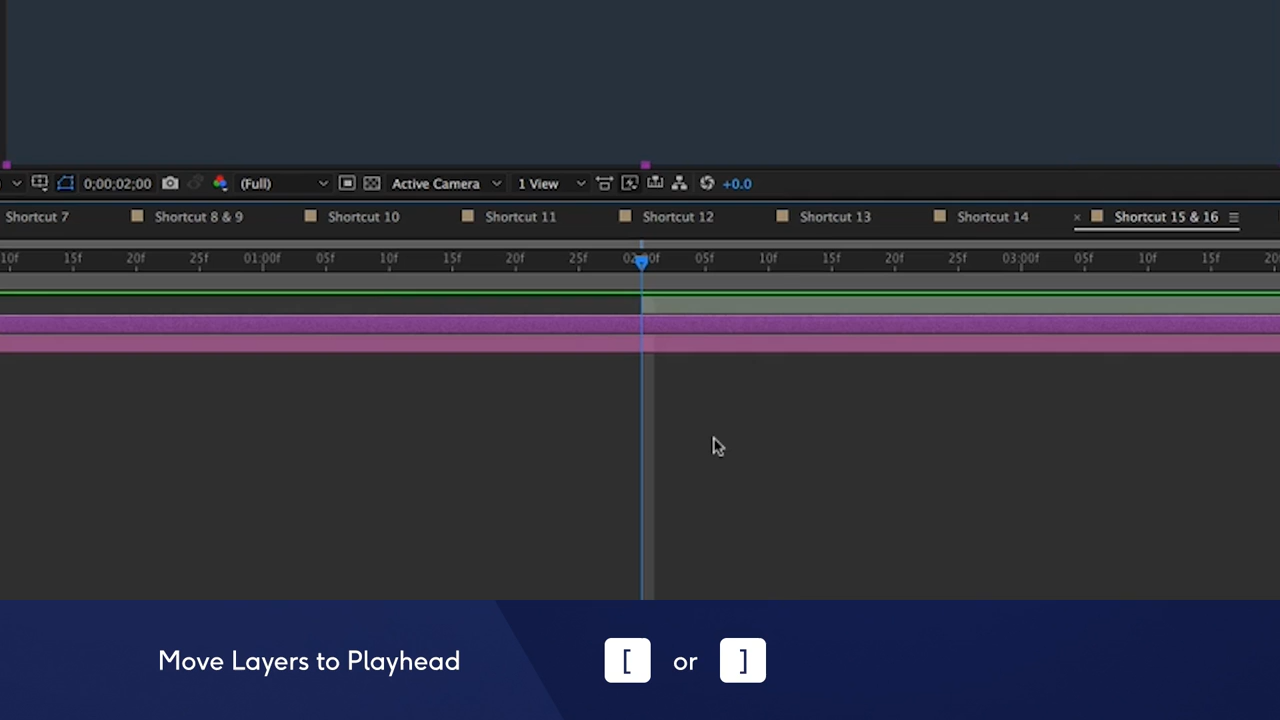 0;00;02;00 (Full) Active Camera 1 View +0.0
Shortcut 7 Shortcut 8 & 9 Shortcut 10 Shortcut 11 Shortcut 12 Shortcut 13 Shortcut 14 × Shortcut 15 & 16
10f 15f 20f 25f 01:00f 05f 10f 15f 20f 25f 05f 10f 15f 20f 25f 03:00f 05f 10f 15f 20
Move Layers to Playhead [ or ]